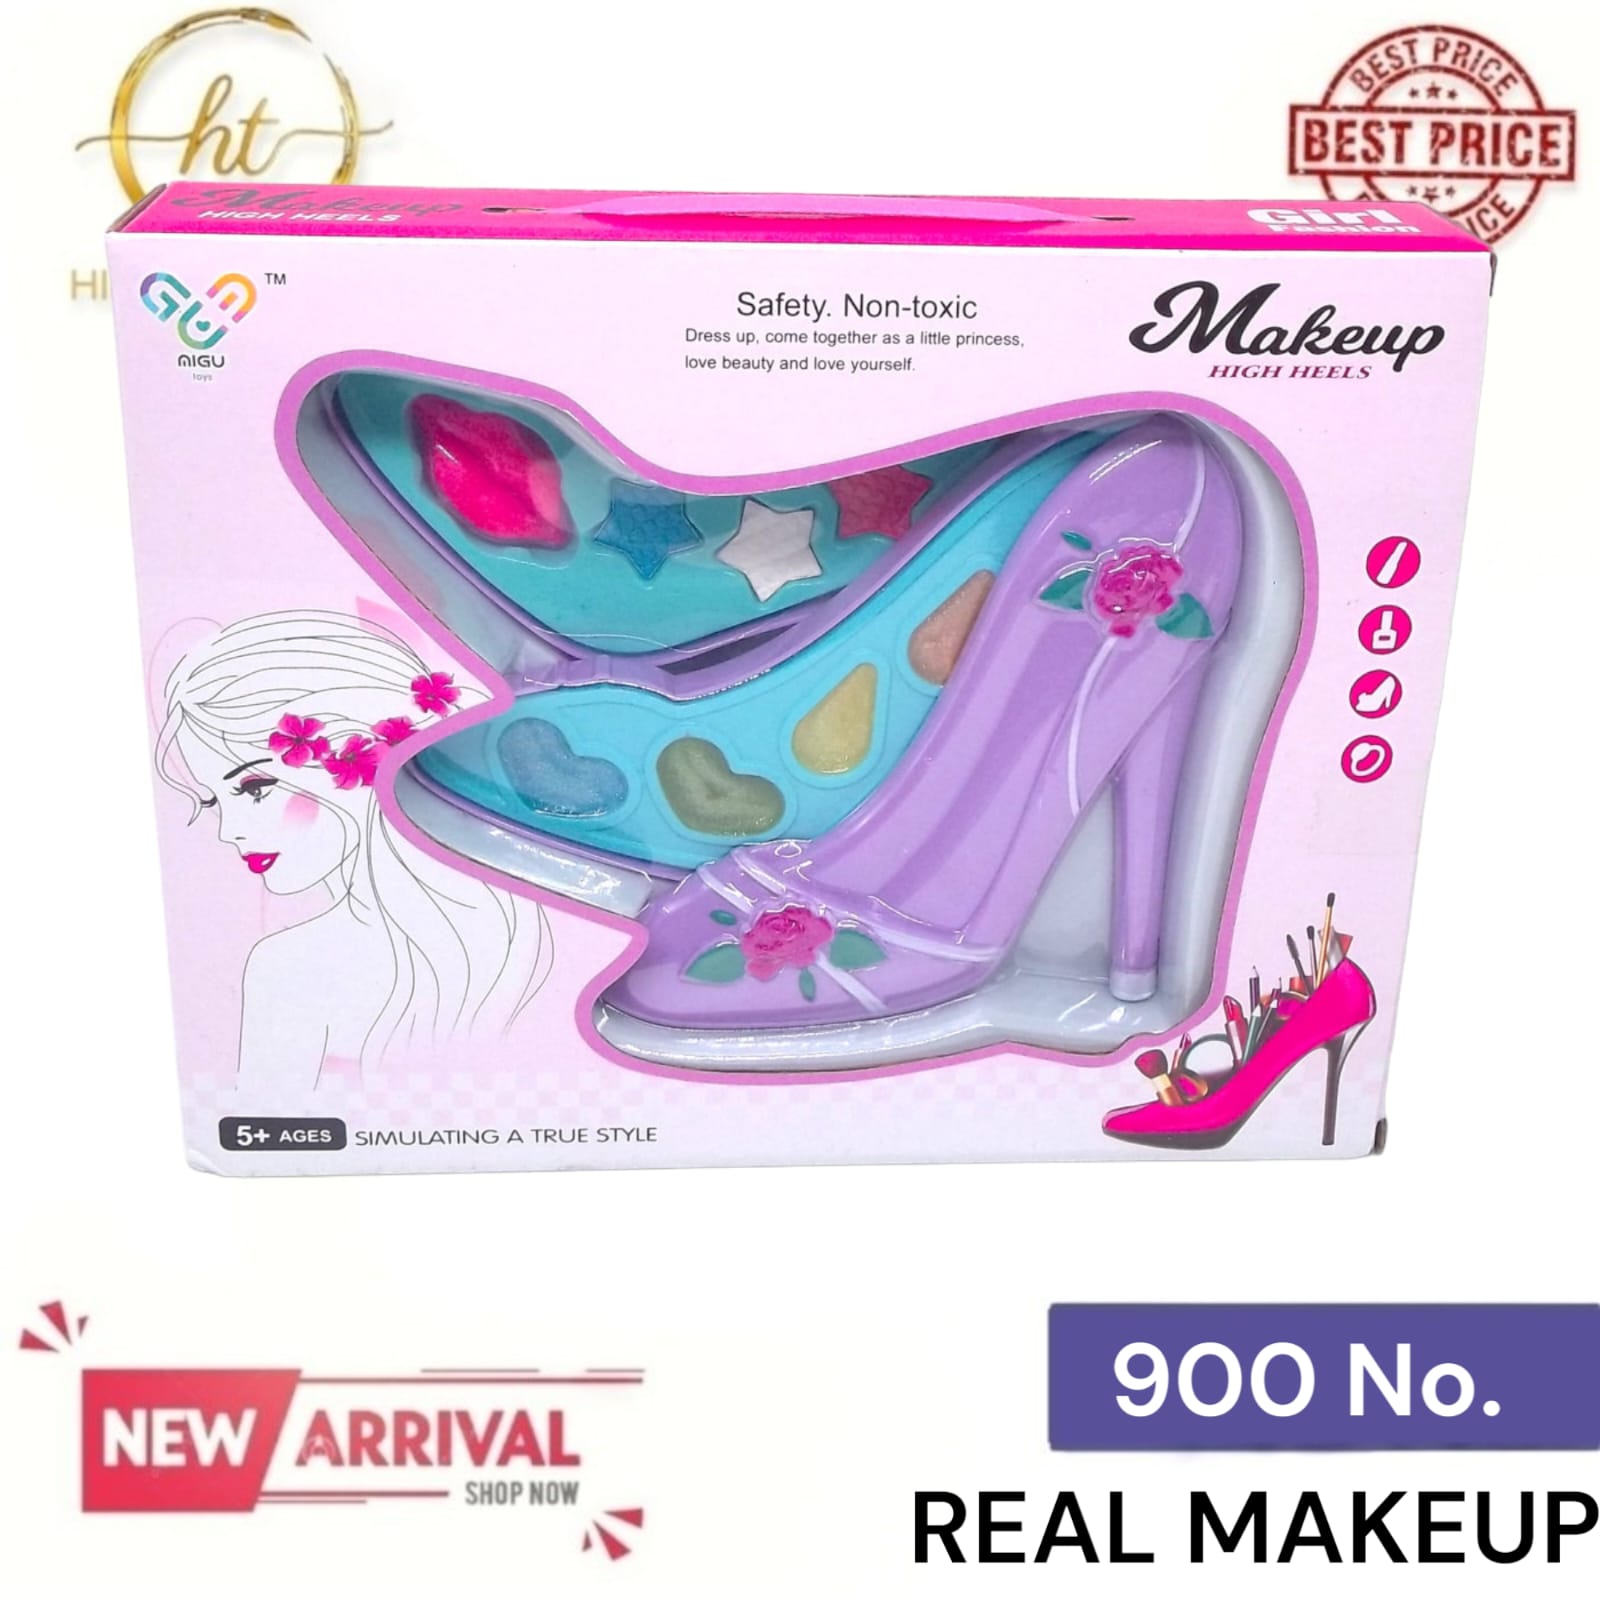 ht
HI
BEST PRICE
BEST PRICE
Makeup
HIGH HEELS
Girl
Fashion
TM
MIGU
toys
Safety. Non-toxic
Dress up, come together as a little princess,
love beauty and love yourself.
Makeup
HIGH HEELS
5+ AGES
SIMULATING A TRUE STYLE
NEW ARRIVAL
SHOP NOW
900 No.
REAL MAKEUP